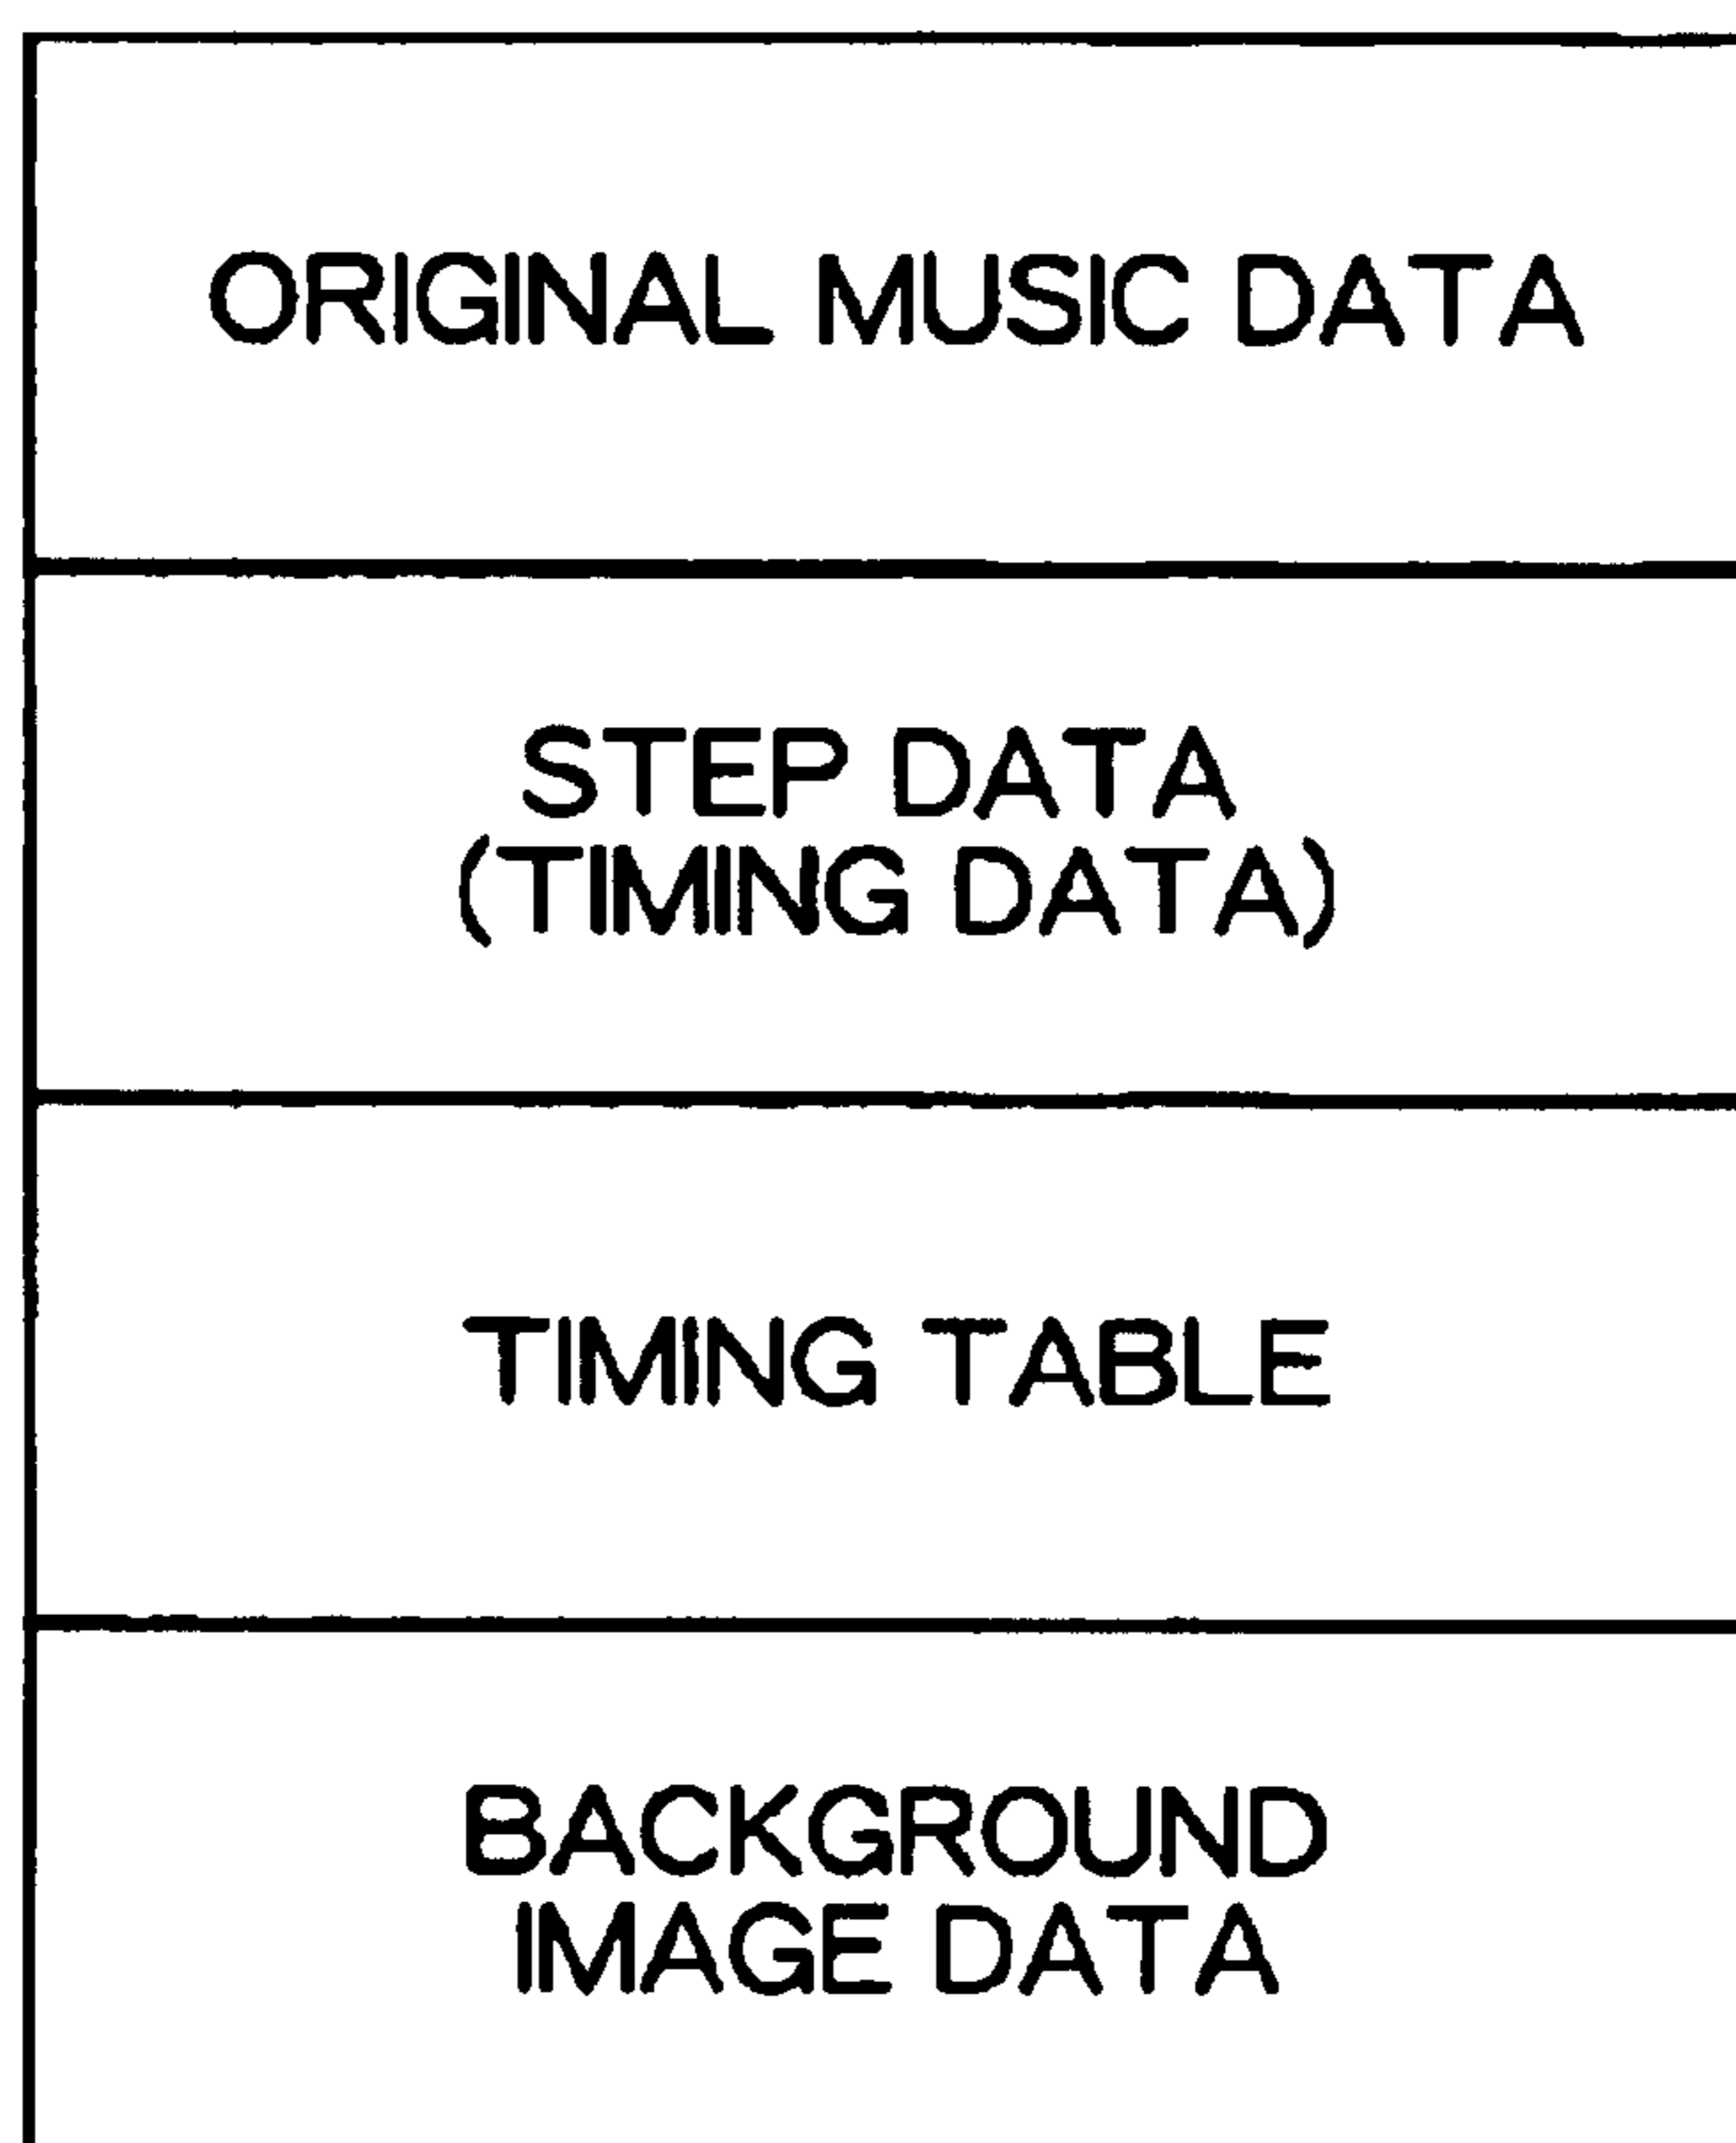 ORIGINAL MUSIC DATA
STEP DATA
(TIMING DATA)
TIMING TABLE
BACKGROUND
IMAGE DATA